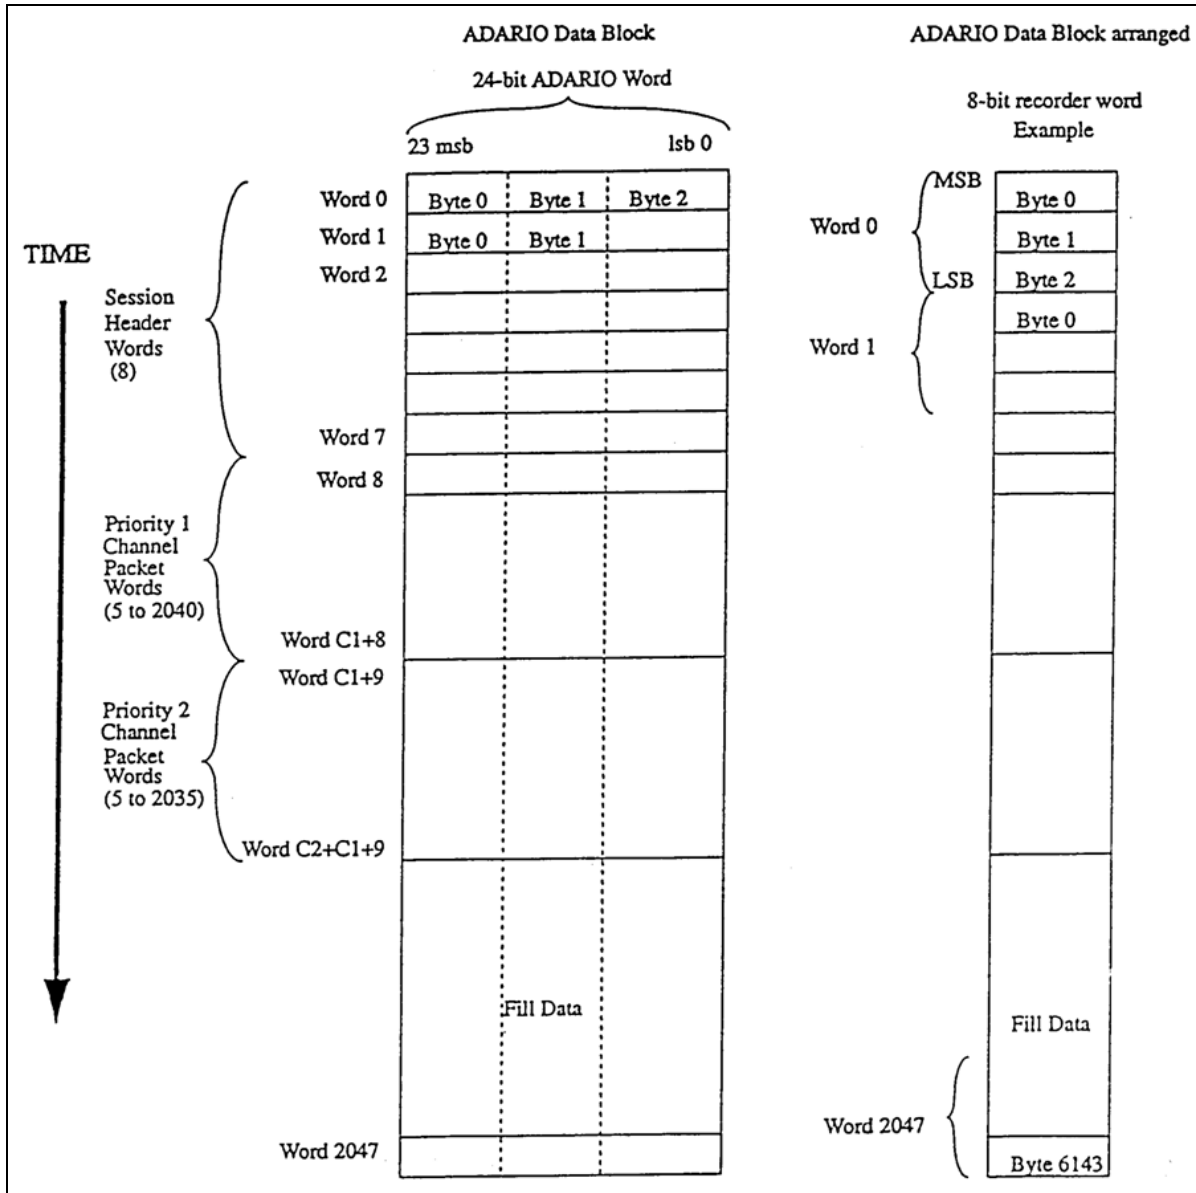 ADARIO Data Block
ADARIO Data Block arranged
24-bit ADARIO Word
8-bit recorder word
Example
23 msb
lsb 0
TIME
Session
Header
Words
(8)
Word 0
Byte 0
Byte 1
Byte 2
Word 1
Byte 0
Byte 1
Word 2
Word 7
Word 8
Priority 1
Channel
Packet
Words
(5 to 2040)
Word C1+8
Word C1+9
Priority 2
Channel
Packet
Words
(5 to 2035)
Word C2+C1+9
Fill Data
Word 2047
MSB
Byte 0
Word 0
Byte 1
LSB
Byte 2
Byte 0
Word 1
Fill Data
Word 2047
Byte 6143